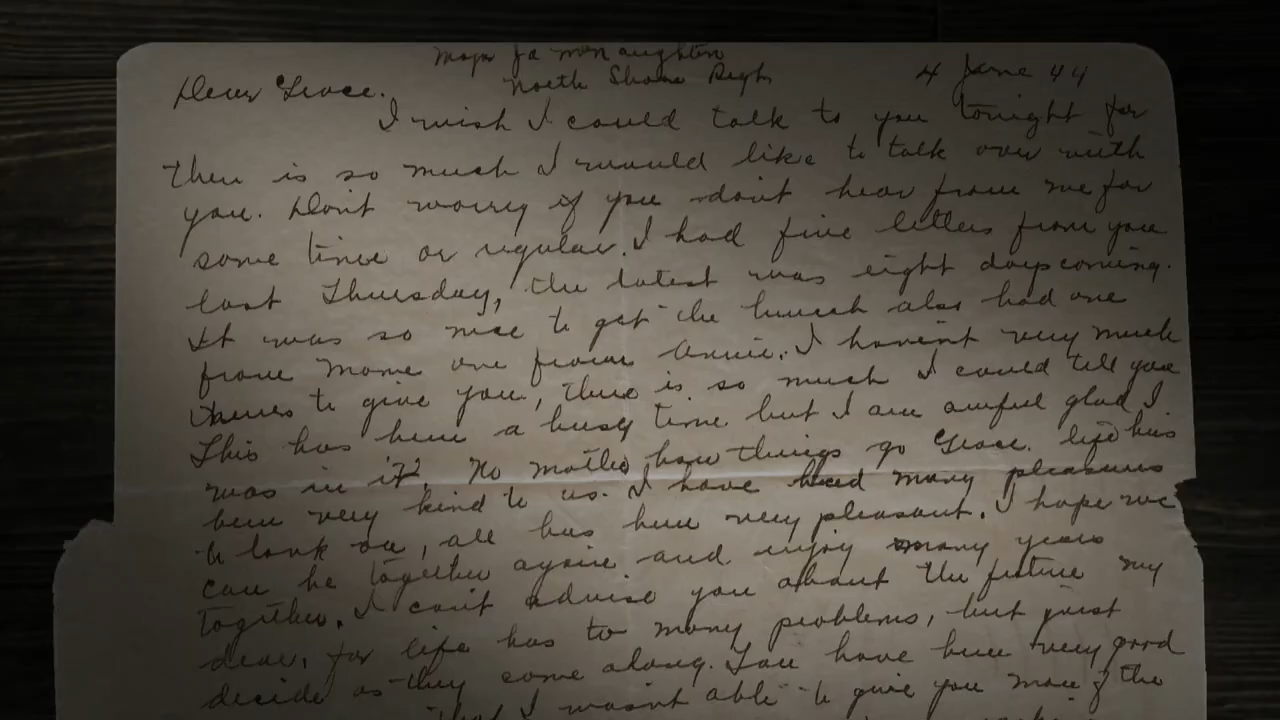 Major J A McNaughton
North Shore Regt
4 June 44
Dear Grace.
I wish I could talk to you tonight for
there is so much I would like to talk over with
you. Don't worry if you don't hear from me for
some time or regular. I had five letters from you
last Thursday, the latest was eight days coming.
It was so nice to get the bunch also had one
from Mome one from Annie. I havent very much
news to give you, there is so much I could tell you
This has been a busy time but I am awful glad I
was in it. No matter how things go Grace. life has
been very kind to us. I have had many pleasures
to look on, all has been very pleasant. I hope we
can be together again and enjoy many years
together. I can't advise you about the future my
dear, for life has to many problems, but just
decide as they come along. You have been very good
that I wasn't able to give you more of the